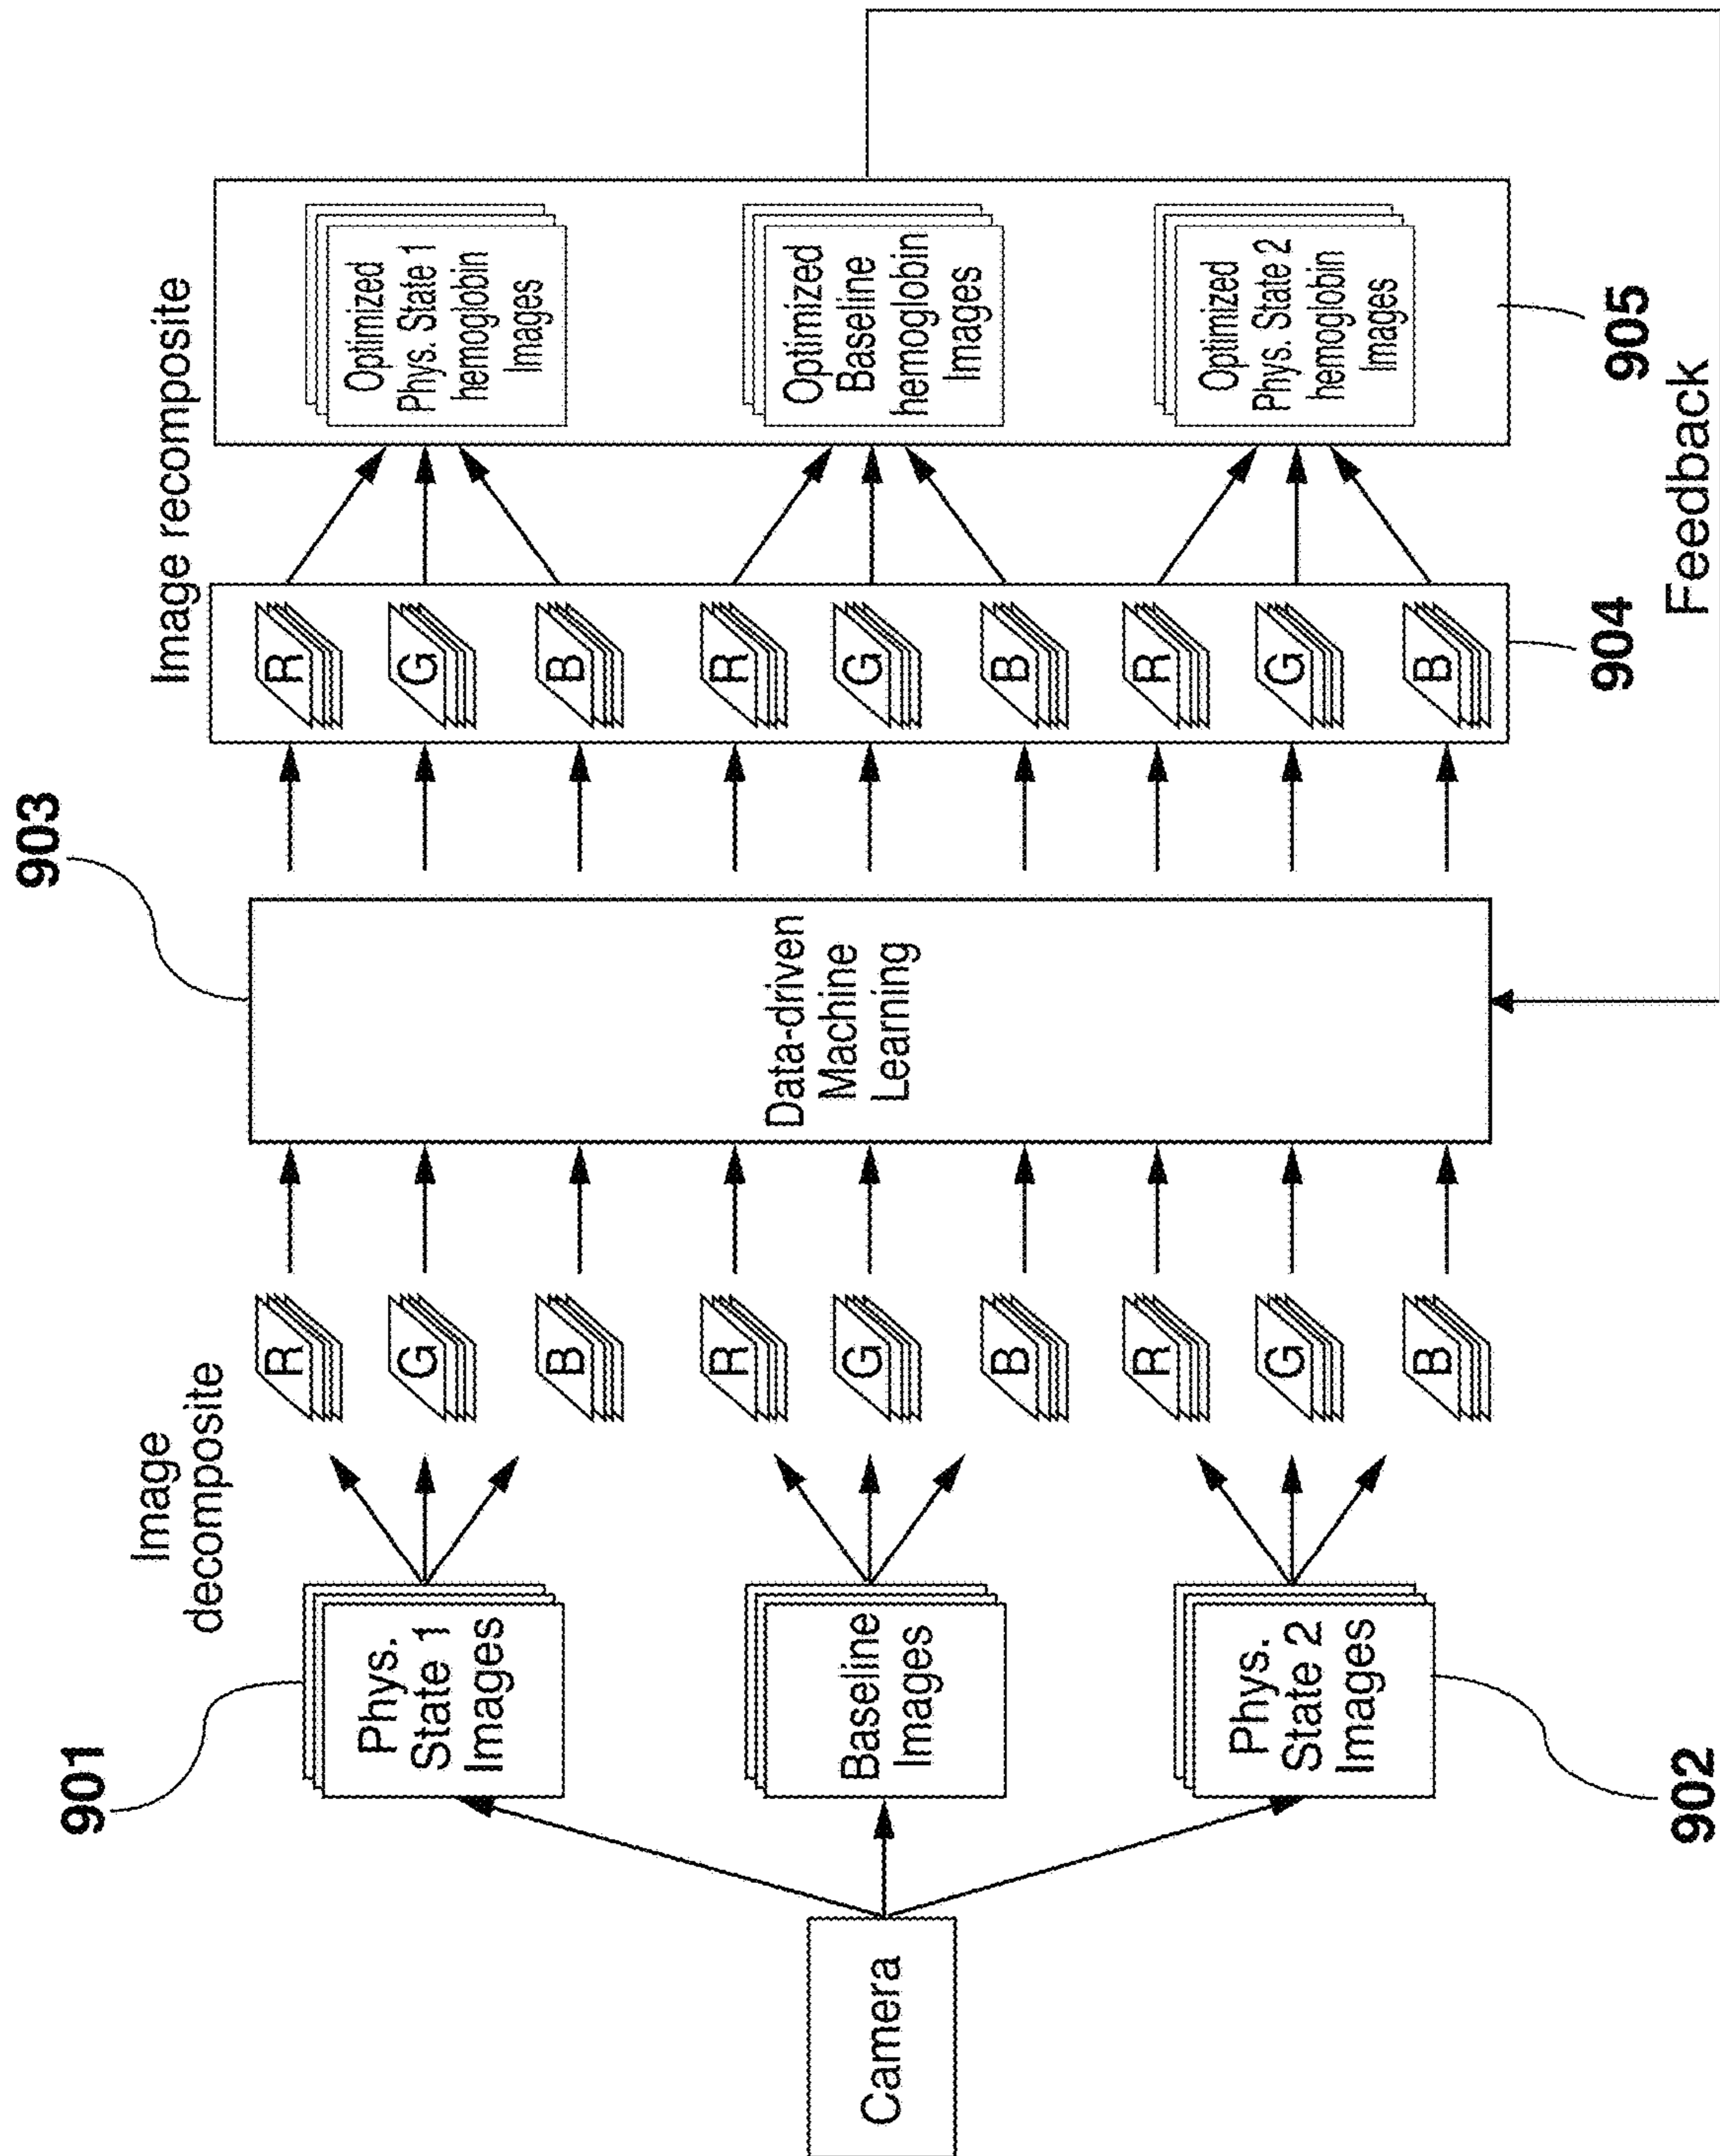 Camera
901
Phys.
State 1
Images
Baseline
Images
Phys.
State 2
Images
902
Image
decomposite
R
G
B
R
G
B
R
G
B
903
Data-driven
Machine
Learning
Image recomposite
R
G
B
R
G
B
R
G
B
904
Optimized
Phys. State 1
hemoglobin
Images
Optimized
Baseline
hemoglobin
Images
Optimized
Phys. State 2
hemoglobin
Images
905
Feedback